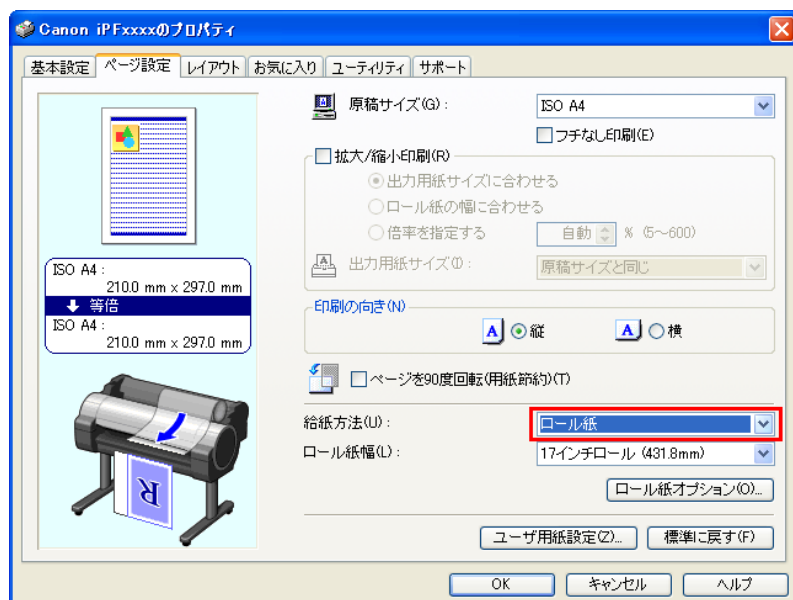 Canon iPFxxxxのプロパティ
基本設定 ページ設定 レイアウト お気に入り ユーティリティ サポート
原稿サイズ(G): ISO A4
フチなし印刷(E)
拡大/縮小印刷(R)
出力用紙サイズに合わせる
ロール紙の幅に合わせる
倍率を指定する 自動 % (5～600)
出力用紙サイズ(I): 原稿サイズと同じ
ISO A4:
210.0 mm x 297.0 mm
等倍
ISO A4:
210.0 mm x 297.0 mm
印刷の向き(N)
A 縦 A 横
ページを90度回転(用紙節約)(T)
給紙方法(U): ロール紙
ロール紙幅(L): 17インチロール (431.8mm)
R
ロール紙オプション(O)...
ユーザ用紙設定(Z)... 標準に戻す(F)
OK キャンセル ヘルプ